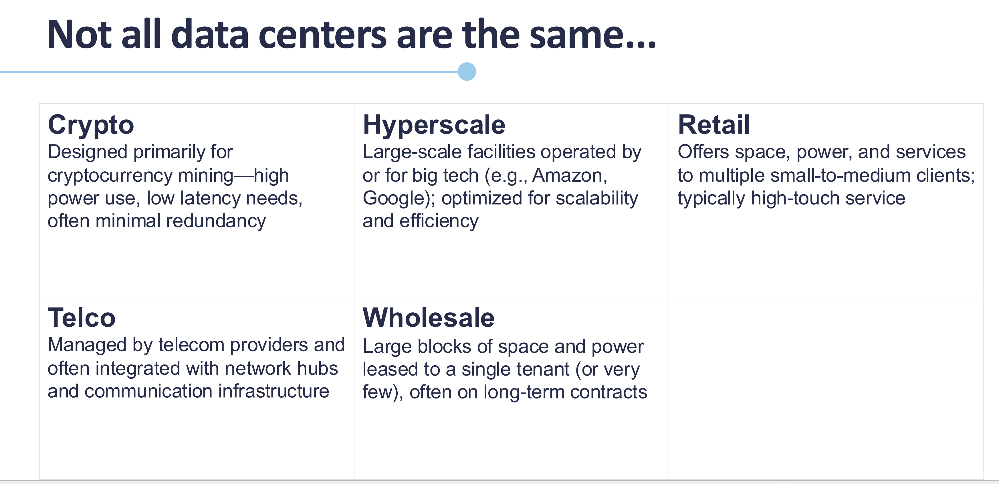 Not all data centers are the same...
Crypto
Designed primarily for
cryptocurrency mining—high
power use, low latency needs,
often minimal redundancy
Hyperscale
Large-scale facilities operated by
or for big tech (e.g., Amazon,
Google); optimized for scalability
and efficiency
Retail
Offers space, power, and services
to multiple small-to-medium clients;
typically high-touch service
Telco
Managed by telecom providers and
often integrated with network hubs
and communication infrastructure
Wholesale
Large blocks of space and power
leased to a single tenant (or very
few), often on long-term contracts